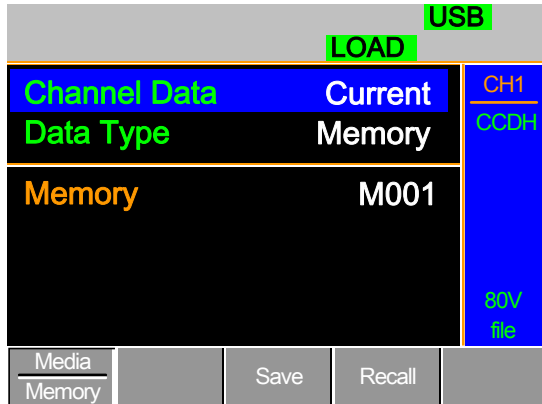 USB
LOAD
Channel Data Current
Data Type Memory
Memory M001
CH1
CCDH
80V
file
Media
Memory
Save
Recall